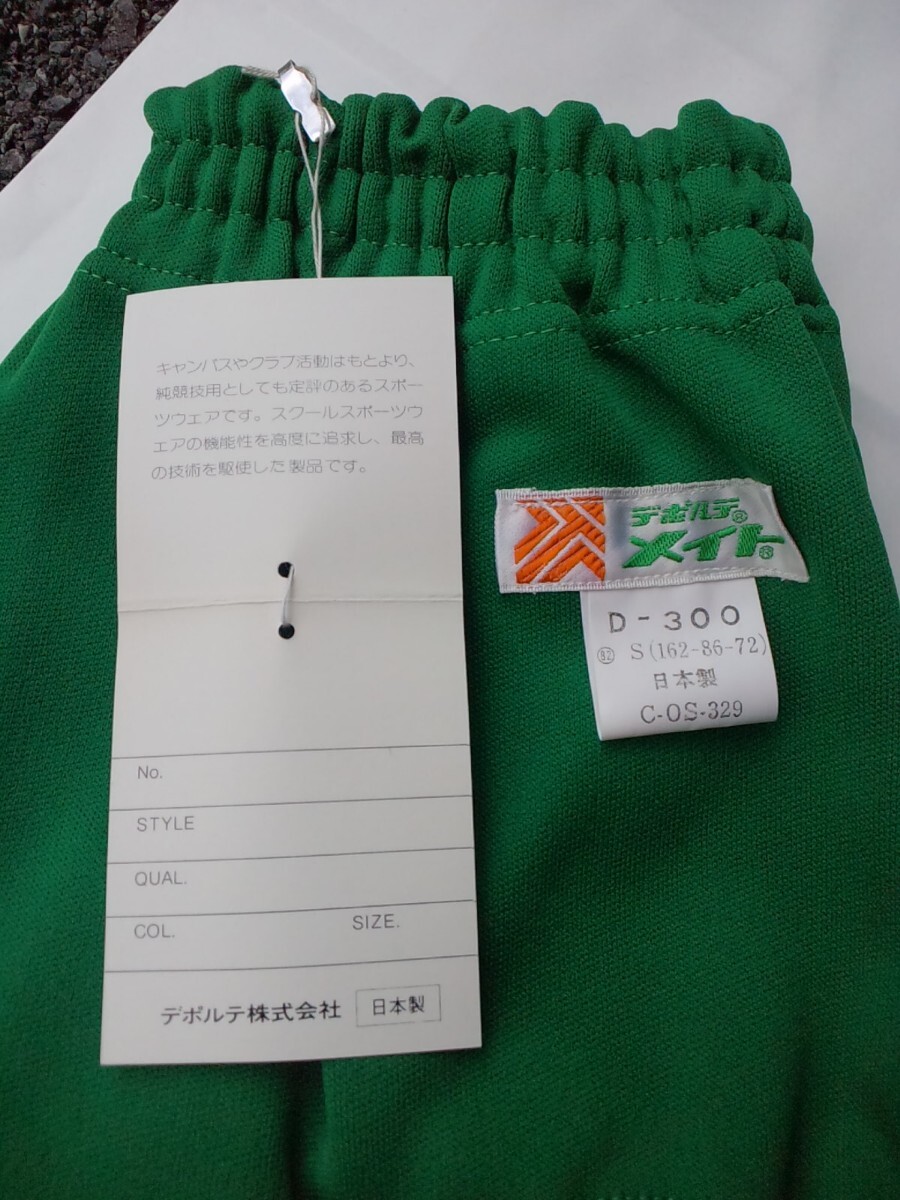 キャンパスやクラブ活動はもとより、
純競技用としても定評のあるスポー
ツウェアです。スクールスポーツウ
エアの機能性を高度に追求し、最高
の技術を駆使した製品です。
No.
STYLE
QUAL.
COL. SIZE.
デボルテ株式会社 日本製
デボルテ®
メイト®
D-300
82 S(162-86-72)
日本製
C-OS-329